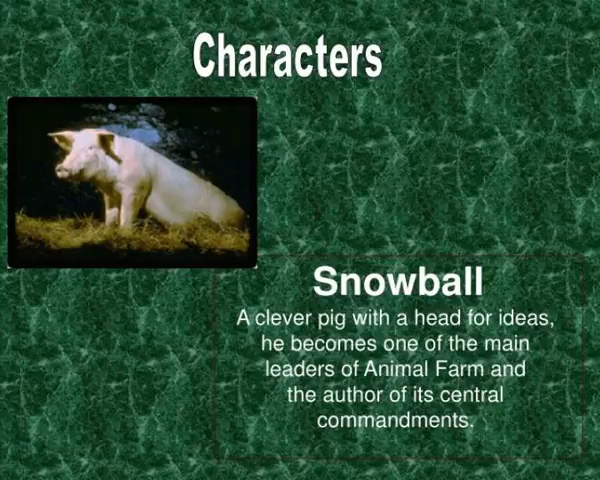 Characters
Snowball
A clever pig with a head for ideas,
he becomes one of the main
leaders of Animal Farm and
the author of its central
commandments.